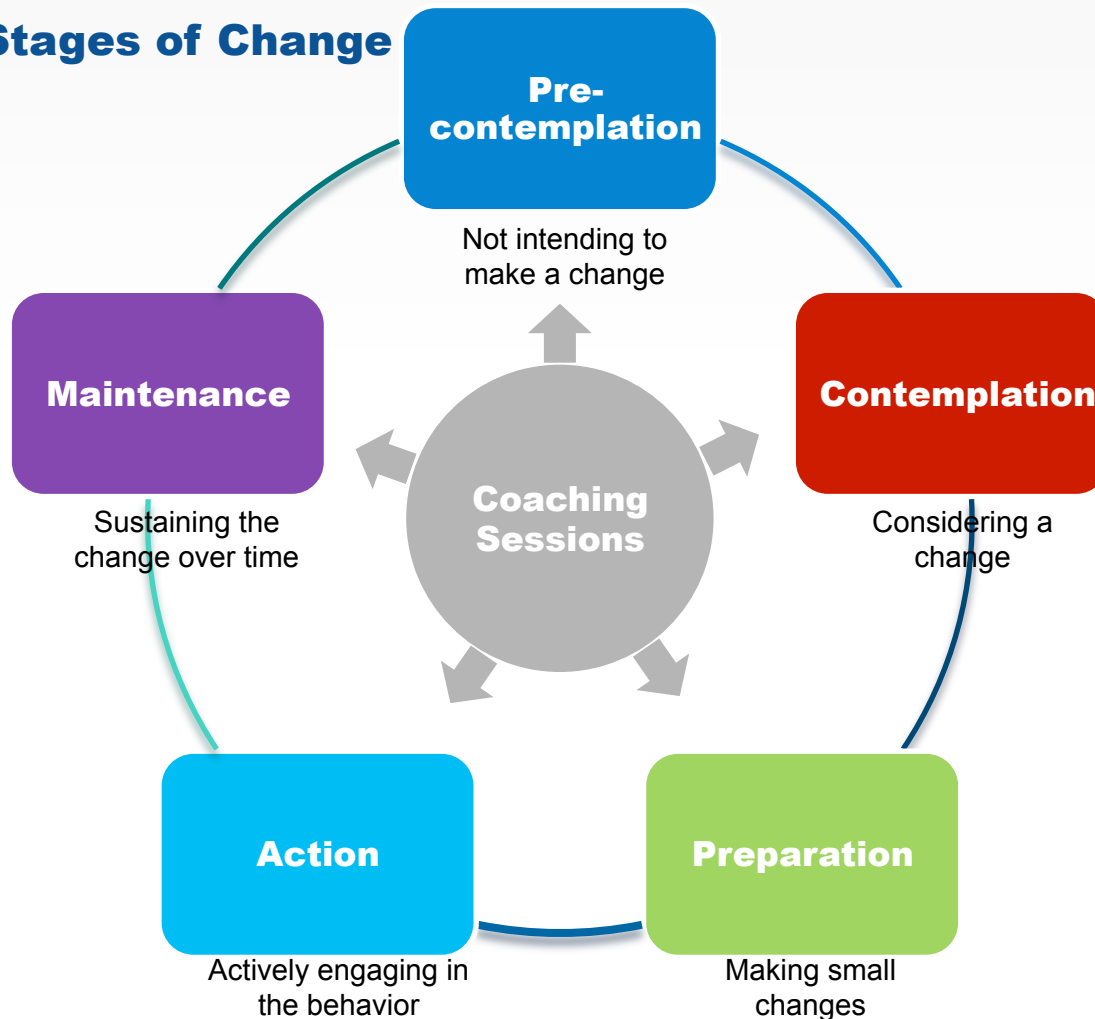 Stages of Change
Pre-
contemplation
Not intending to
make a change
Contemplation
Considering a
change
Preparation
Making small
changes
Action
Actively engaging in
the behavior
Maintenance
Sustaining the
change over time
Coaching
Sessions